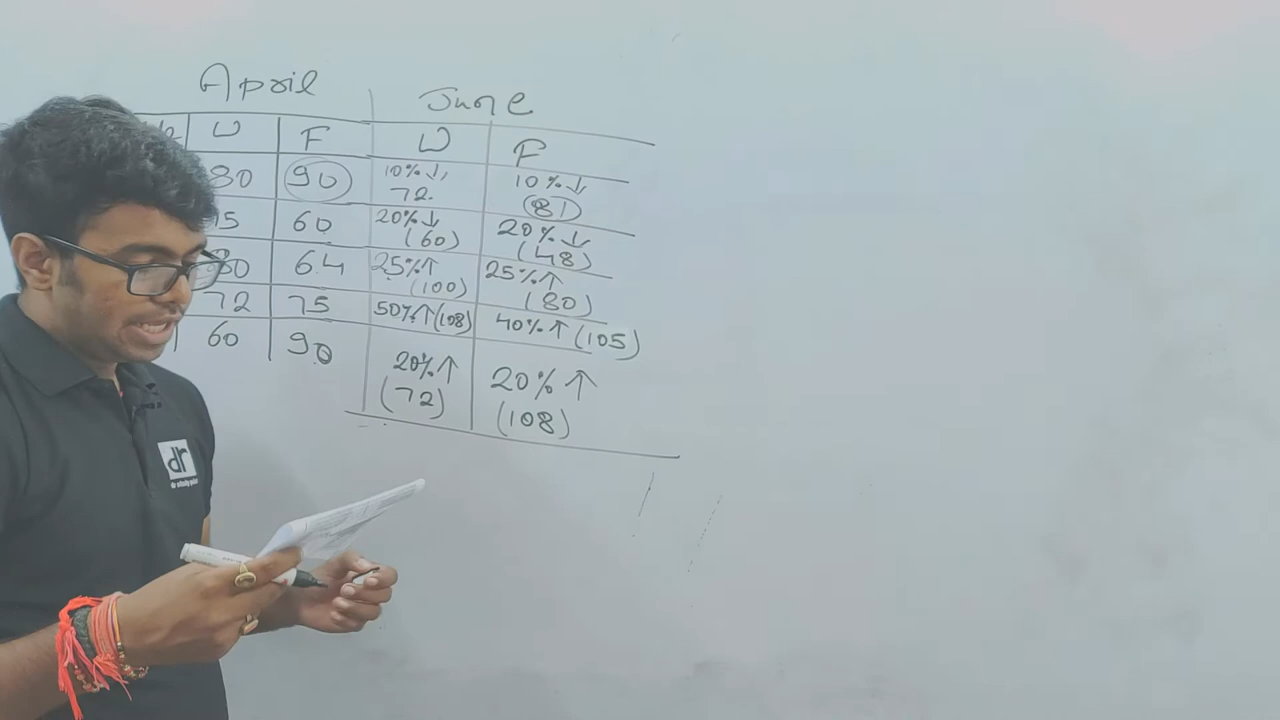 April June
W F W F
80 90 10%↓ 72 10%↓ 81
75 60 20%↓ (60) 20%↓ (48)
80 64 25%↑ (100) 25%↑ (80)
72 75 50%↑ (108) 40%↑ (105)
60 90 20%↑ (72) 20%↑ (108)
dr